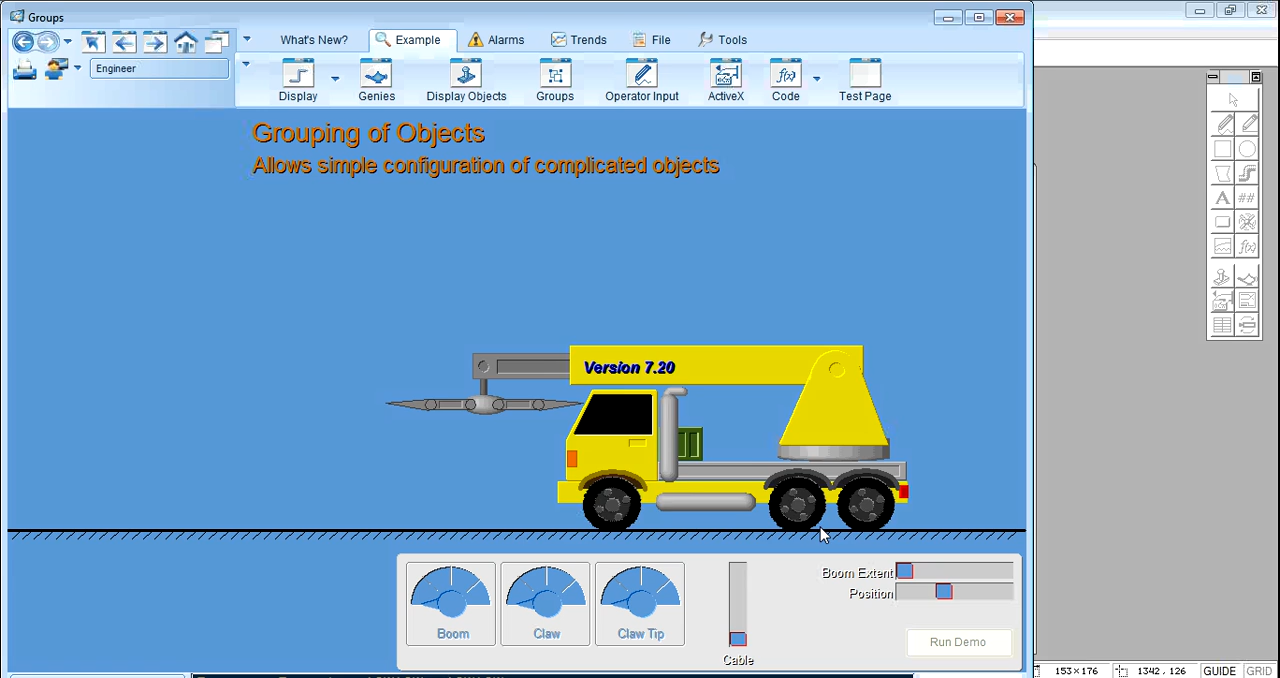 Groups
What's New?
Example
Alarms
Trends
File
Tools
Engineer
Display
Genies
Display Objects
Groups
Operator Input
ActiveX
Code
Test Page
Grouping of Objects
Allows simple configuration of complicated objects
Version 7.20
Boom
Claw
Claw Tip
Cable
Boom Extent
Position
Run Demo
153×176
1342 , 126
GUIDE
GRID